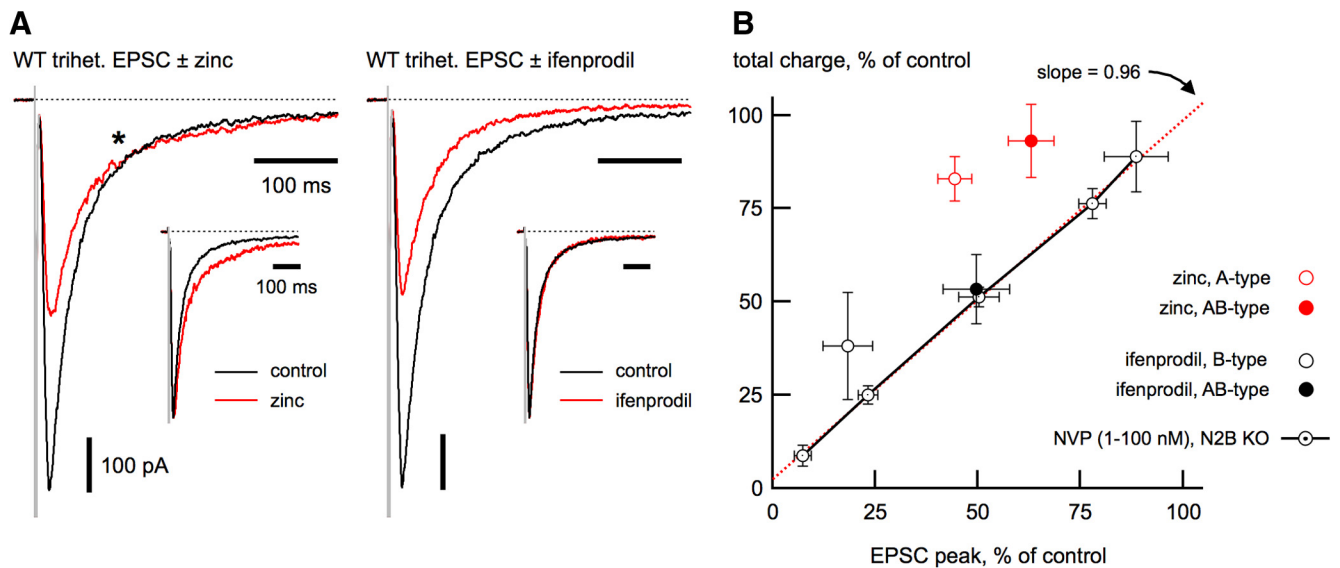 A
WT trihet. EPSC ± zinc
*
100 ms
100 ms
control
zinc
100 pA
WT trihet. EPSC ± ifenprodil
control
ifenprodil
B
total charge, % of control
slope = 0.96
100
75
50
25
0
0 25 50 75 100
EPSC peak, % of control
zinc, A-type
zinc, AB-type
ifenprodil, B-type
ifenprodil, AB-type
NVP (1-100 nM), N2B KO